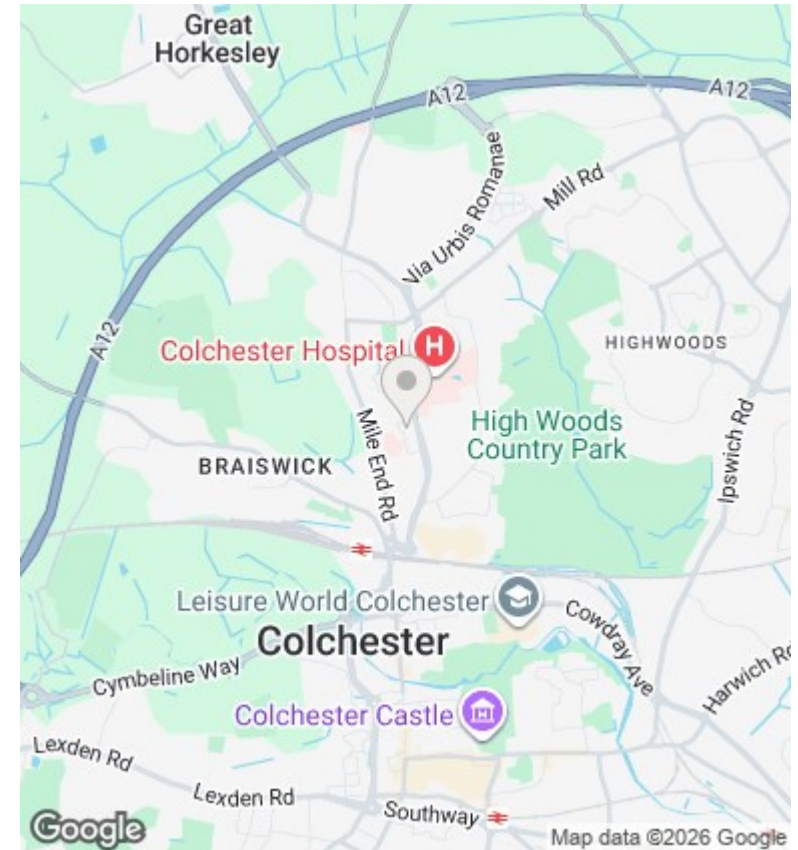 Great
Horkesley
A12
A12
Mill Rd
Via Urbis Romanae
A12
Colchester Hospital
H
HIGHWOODS
High Woods
Country Park
Ipswich Rd
Mile End Rd
BRAISWICK
Leisure World Colchester
Colchester
Cowdray Ave
Cymbeline Way
Harwich Rd
Colchester Castle
Lexden Rd
Lexden Rd
Southway
Google
Map data ©2026 Google